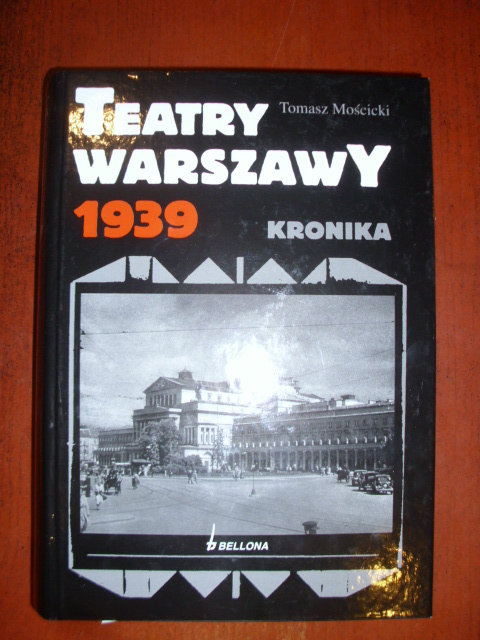 Tomasz Mościcki
TEATRY
WARSZAWY
1939
KRONIKA
b BELLONA